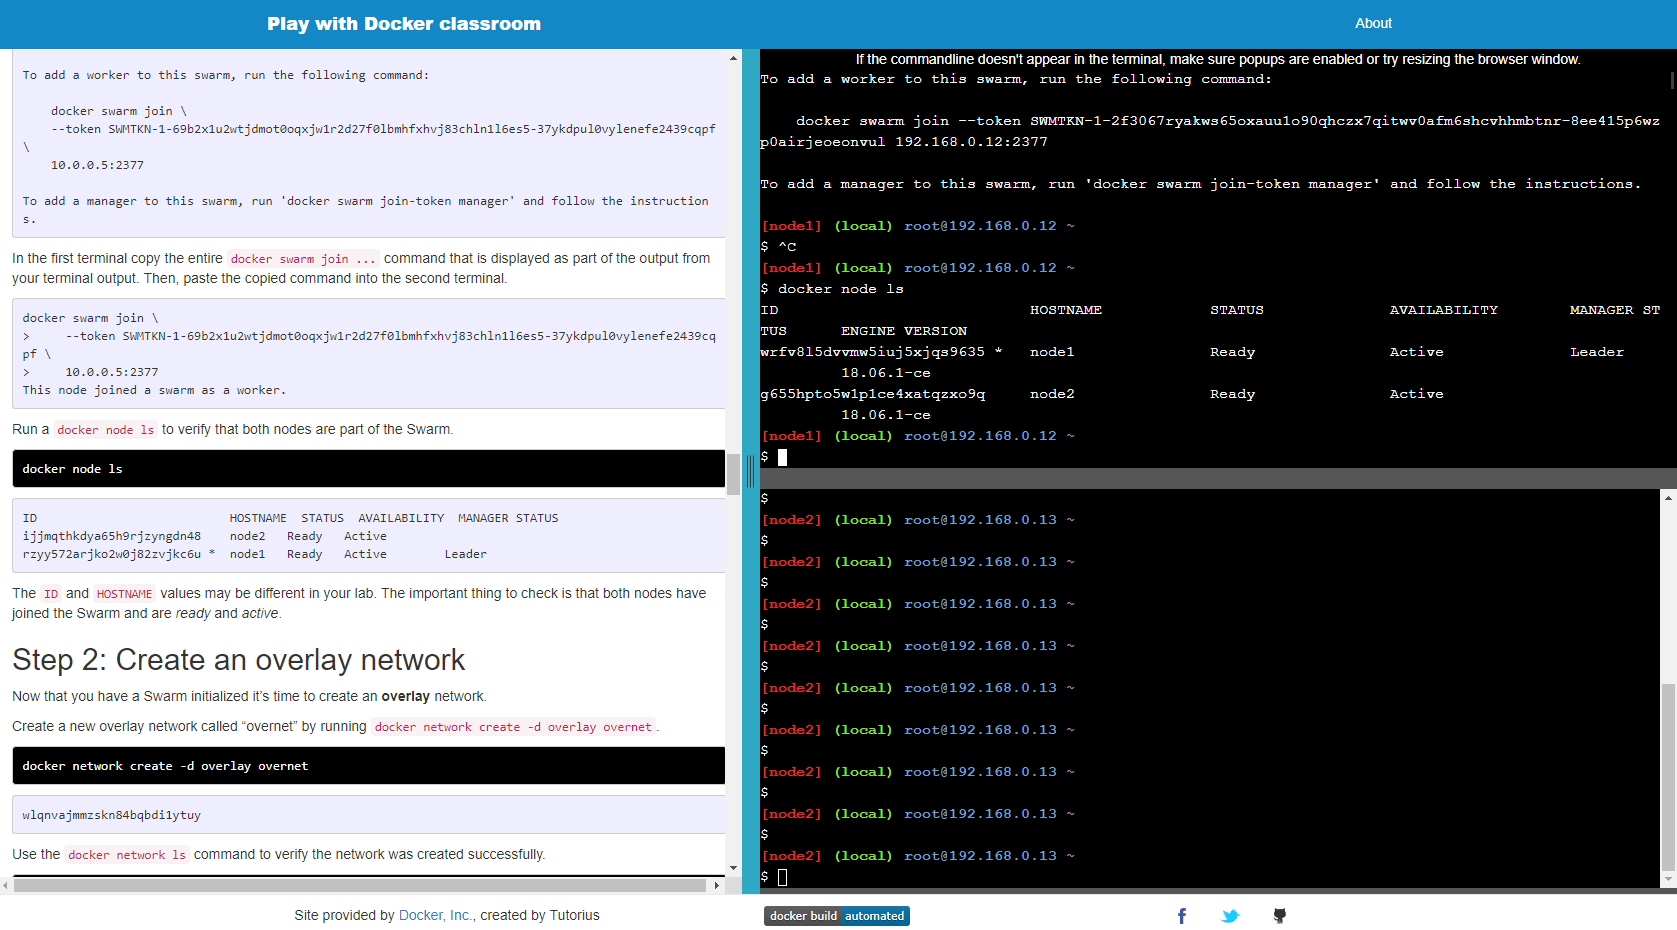 Play with Docker classroom
About
To add a worker to this swarm, run the following command:
docker swarm join \
--token SWMTKN-1-69b2x1u2wtjdmot0oqxjw1r2d27f0lbmhfxhvj83chln1l6es5-37ykdpul0vylenefe2439cqpf
\
10.0.0.5:2377
To add a manager to this swarm, run 'docker swarm join-token manager' and follow the instruction
s.
In the first terminal copy the entire docker swarm join ... command that is displayed as part of the output from
your terminal output. Then, paste the copied command into the second terminal.
docker swarm join \
> --token SWMTKN-1-69b2x1u2wtjdmot0oqxjw1r2d27f0lbmhfxhvj83chln1l6es5-37ykdpul0vylenefe2439cq
pf \
> 10.0.0.5:2377
This node joined a swarm as a worker.
Run a docker node ls to verify that both nodes are part of the Swarm.
docker node ls
ID HOSTNAME STATUS AVAILABILITY MANAGER STATUS
ijjmqthkdya65h9rjzyngdn48 node2 Ready Active
rzyy572arjko2w0j82zvjkc6u * node1 Ready Active Leader
The ID and HOSTNAME values may be different in your lab. The important thing to check is that both nodes have
joined the Swarm and are ready and active.
Step 2: Create an overlay network
Now that you have a Swarm initialized it’s time to create an overlay network.
Create a new overlay network called “overnet” by running docker network create -d overlay overnet.
docker network create -d overlay overnet
wlqnvajmmzskn84bqbdi1ytuy
Use the docker network ls command to verify the network was created successfully.
If the commandline doesn't appear in the terminal, make sure popups are enabled or try resizing the browser window.
To add a worker to this swarm, run the following command:
docker swarm join --token SWMTKN-1-2f3067ryakws65oxauu1o90qhczx7qitwv0afm6shcvhhmbtnr-8ee415p6wz
p0airjeoeonvul 192.168.0.12:2377
To add a manager to this swarm, run 'docker swarm join-token manager' and follow the instructions.
[node1] (local) root@192.168.0.12 ~
$ ^C
[node1] (local) root@192.168.0.12 ~
$ docker node ls
ID HOSTNAME STATUS AVAILABILITY MANAGER ST
TUS ENGINE VERSION
wrfv8l5dvvmw5iuj5xjqs9635 * node1 Ready Active Leader
18.06.1-ce
g655hpto5w1p1ce4xatqzxo9q node2 Ready Active
18.06.1-ce
[node1] (local) root@192.168.0.12 ~
$
$
[node2] (local) root@192.168.0.13 ~
$
[node2] (local) root@192.168.0.13 ~
$
[node2] (local) root@192.168.0.13 ~
$
[node2] (local) root@192.168.0.13 ~
$
[node2] (local) root@192.168.0.13 ~
$
[node2] (local) root@192.168.0.13 ~
$
[node2] (local) root@192.168.0.13 ~
$
[node2] (local) root@192.168.0.13 ~
$
[node2] (local) root@192.168.0.13 ~
$
Site provided by Docker, Inc., created by Tutorius
docker build automated